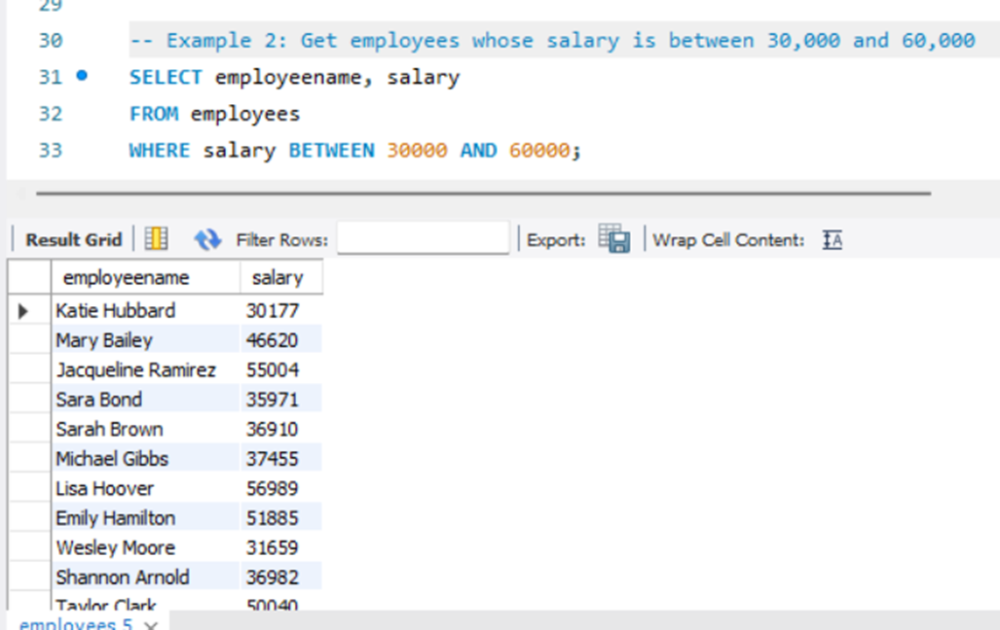 29
30 -- Example 2: Get employees whose salary is between 30,000 and 60,000
31 SELECT employeename, salary
32 FROM employees
33 WHERE salary BETWEEN 30000 AND 60000;
Result Grid Filter Rows: Export: Wrap Cell Content:
employeename salary
Katie Hubbard 30177
Mary Bailey 46620
Jacqueline Ramirez 55004
Sara Bond 35971
Sarah Brown 36910
Michael Gibbs 37455
Lisa Hoover 56989
Emily Hamilton 51885
Wesley Moore 31659
Shannon Arnold 36982
Taylor Clark 50040
employees 5